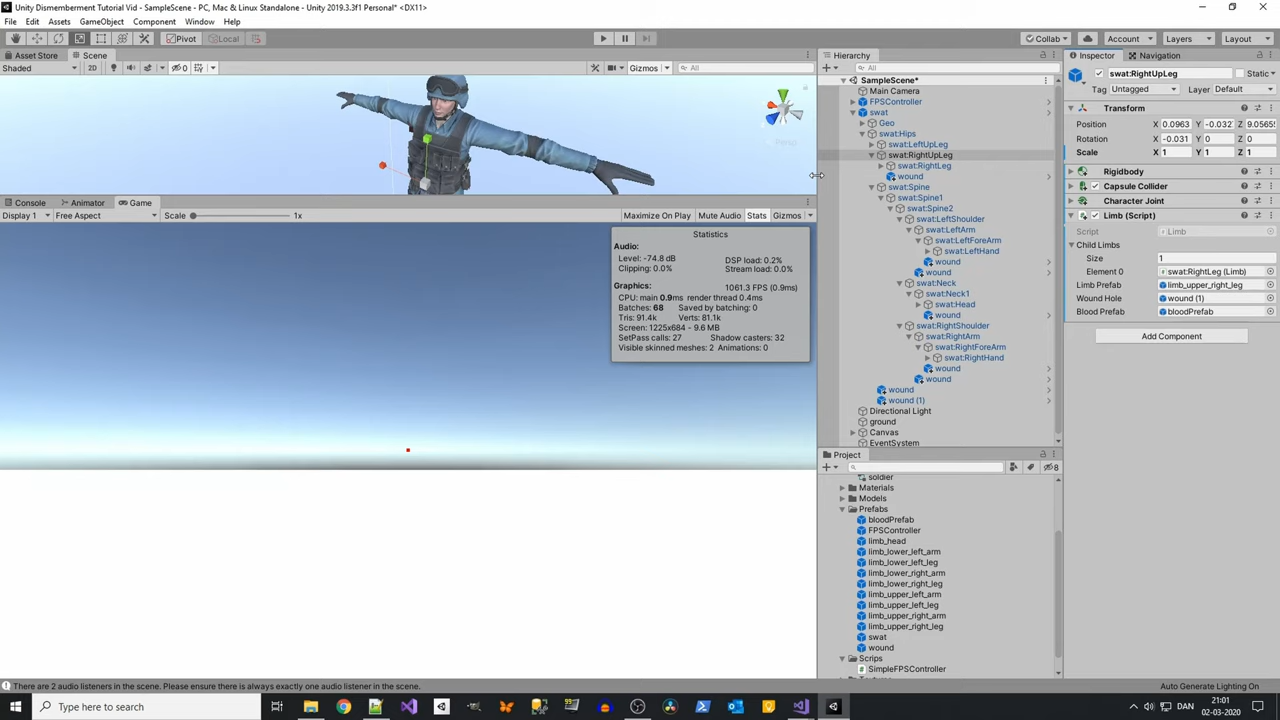 Unity Dismemberment Tutorial Vid - SampleScene - PC, Mac & Linux Standalone - Unity 2019.3.3f1 Personal* <DX11>
File Edit Assets GameObject Component Window Help
Pivot Local Collab Account Layers Layout
Asset Store Scene
Shaded 2D 0 Gizmos All
Console Animator Game
Display 1 Free Aspect Scale 1x Maximize On Play Mute Audio Stats Gizmos
Statistics
Audio:
Level: -74.8 dB DSP load: 0.2%
Clipping: 0.0% Stream load: 0.0%
Graphics: 1061.3 FPS (0.9ms)
CPU: main 0.9ms render thread 0.4ms
Batches: 68 Saved by batching: 0
Tris: 91.4k Verts: 81.1k
Screen: 1225x684 - 9.6 MB
SetPass calls: 27 Shadow casters: 32
Visible skinned meshes: 2 Animations: 0
Hierarchy
All
SampleScene*
Main Camera
FPSController
swat
Geo
swat:Hips
swat:LeftUpLeg
swat:RightUpLeg
swat:RightLeg
wound
swat:Spine
swat:Spine1
swat:Spine2
swat:LeftShoulder
swat:LeftArm
swat:LeftForeArm
swat:LeftHand
wound
wound
swat:Neck
swat:Neck1
swat:Head
wound
swat:RightShoulder
swat:RightArm
swat:RightForeArm
swat:RightHand
wound
wound
wound
wound (1)
Directional Light
ground
Canvas
EventSystem
Project
8
soldier
Materials
Models
Prefabs
bloodPrefab
FPSController
limb_head
limb_lower_left_arm
limb_lower_left_leg
limb_lower_right_arm
limb_lower_right_leg
limb_upper_left_arm
limb_upper_left_leg
limb_upper_right_arm
limb_upper_right_leg
swat
wound
Scrips
SimpleFPSController
Inspector Navigation
swat:RightUpLeg Static
Tag Untagged Layer Default
Transform
Position X 0.0963 Y -0.032 Z 9.0565
Rotation X -0.031 Y 0 Z 0
Scale X 1 Y 1 Z 1
Rigidbody
Capsule Collider
Character Joint
Limb (Script)
Script Limb
Child Limbs
Size 1
Element 0 swat:RightLeg (Limb)
Limb Prefab limb_upper_right_leg
Wound Hole wound (1)
Blood Prefab bloodPrefab
Add Component
There are 2 audio listeners in the scene. Please ensure there is always exactly one audio listener in the scene.
Auto Generate Lighting On
Type here to search
DAN
21:01
02-03-2020